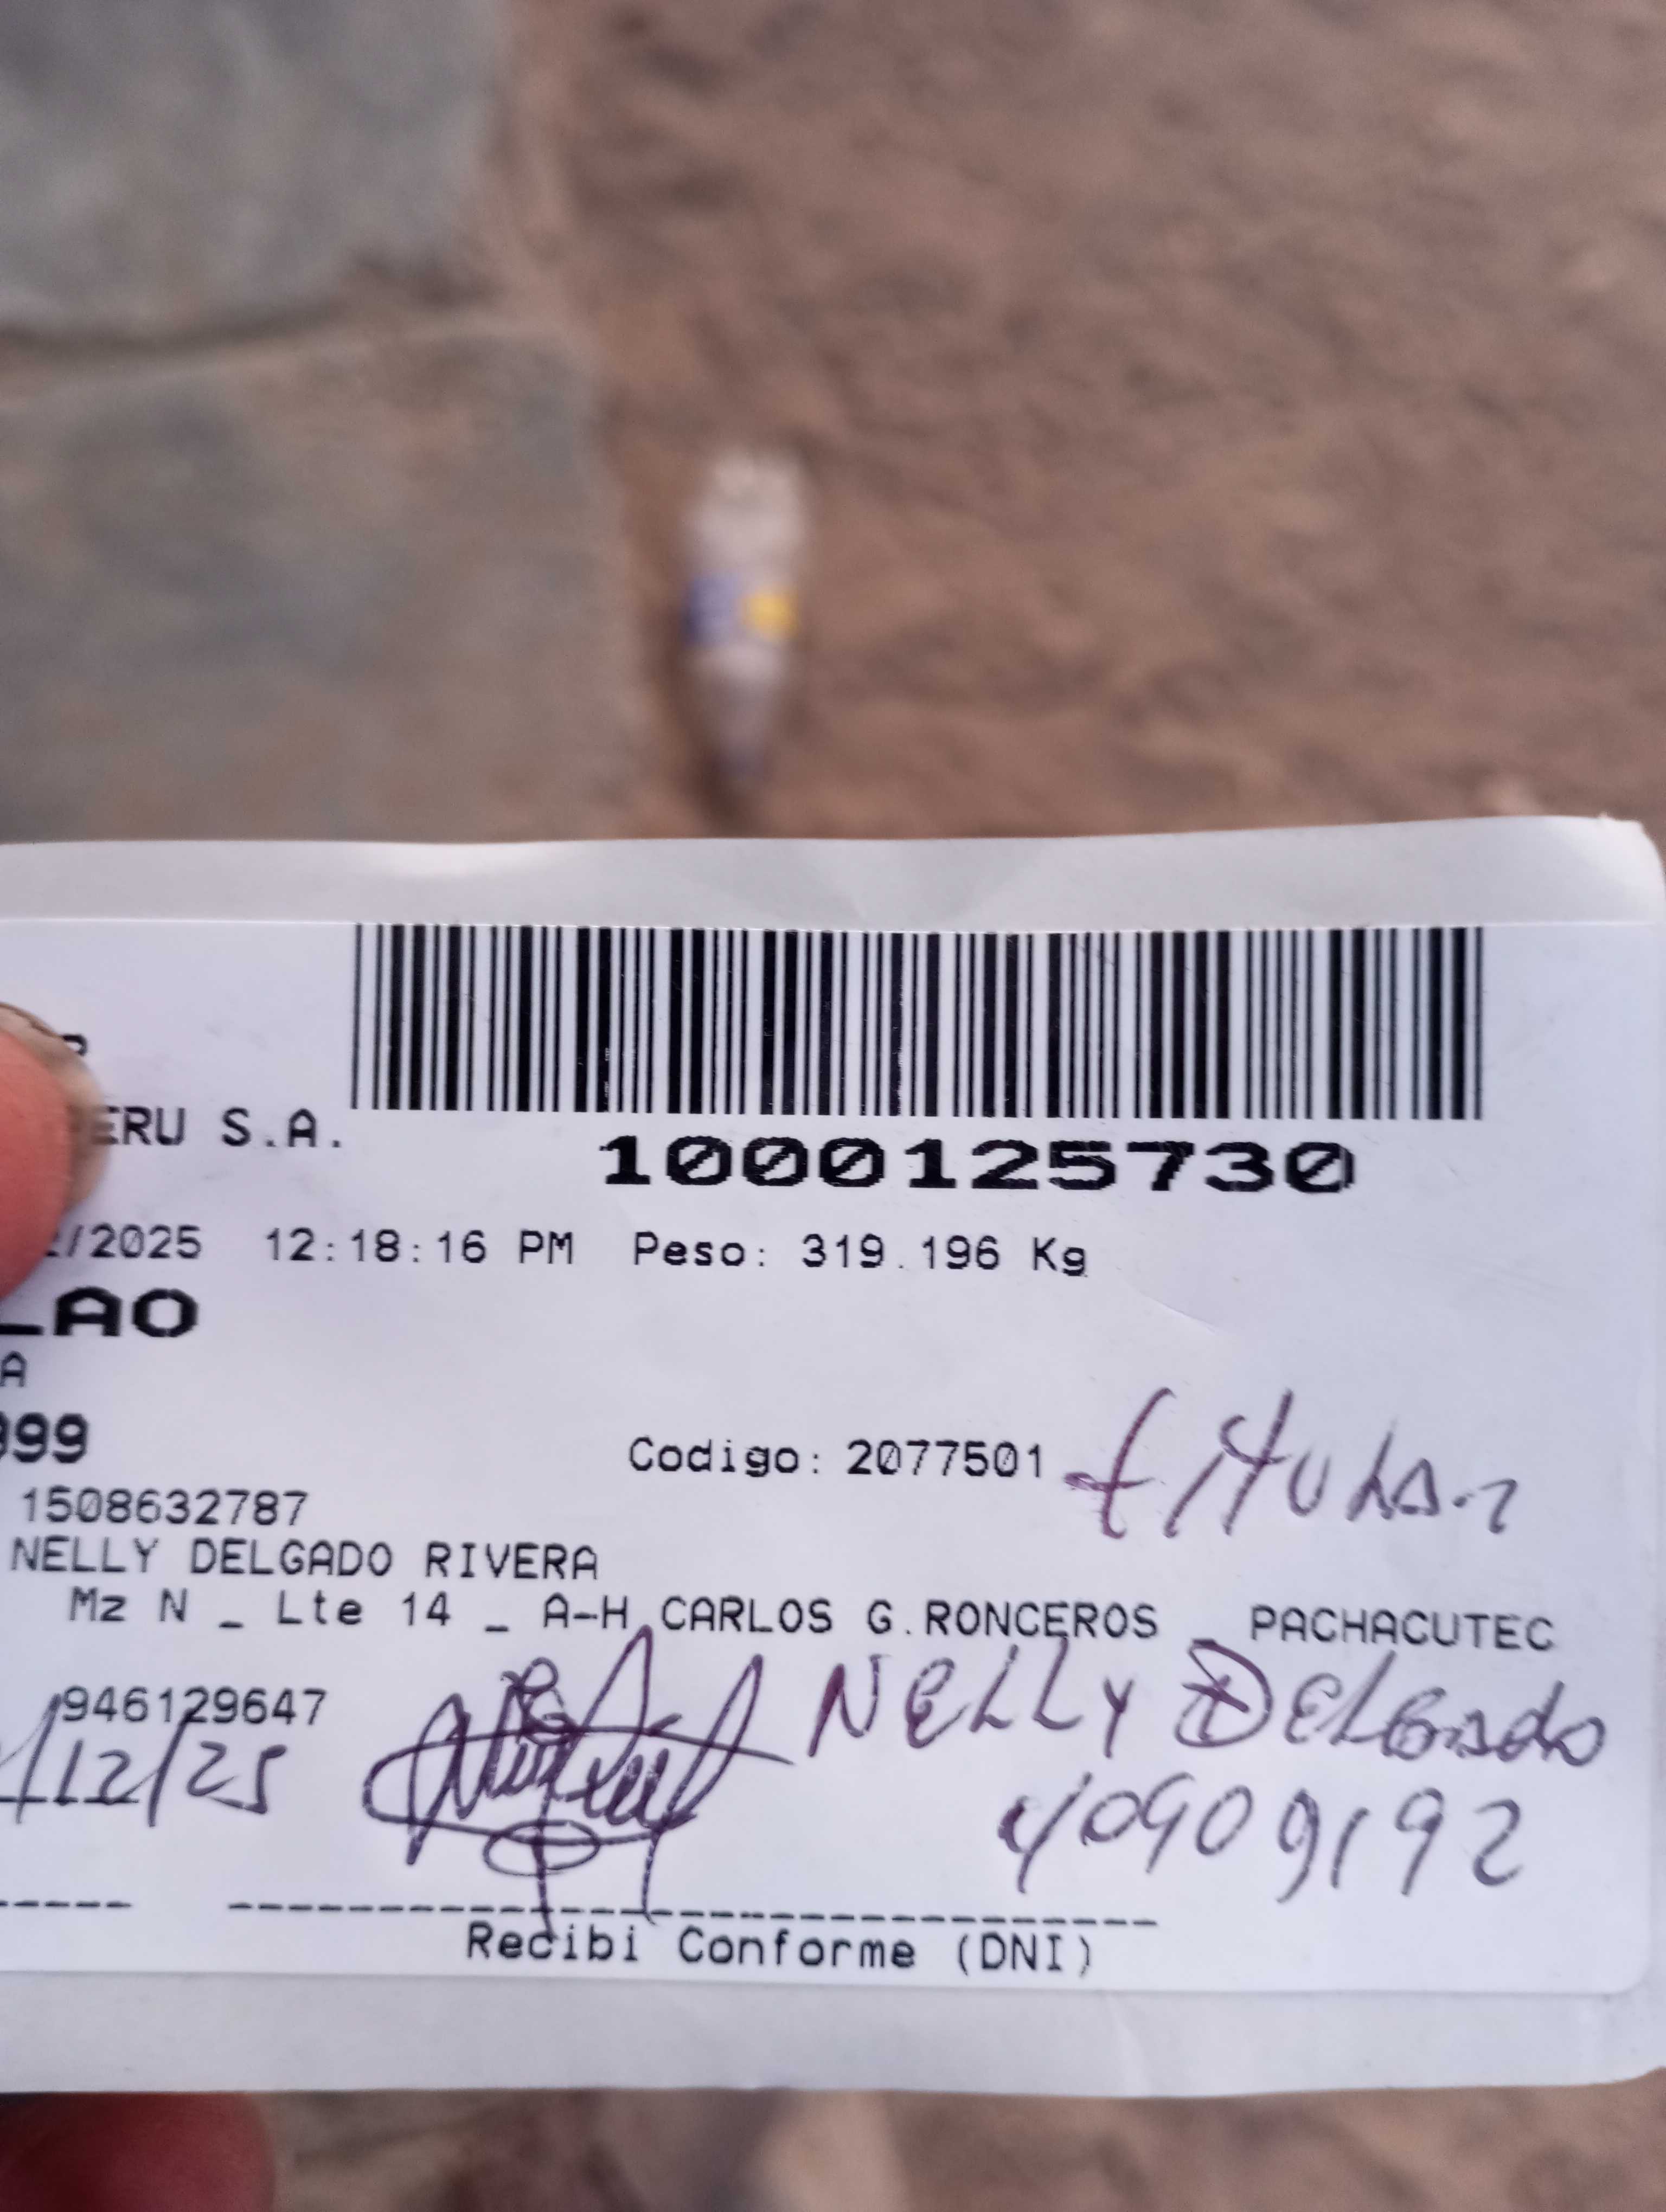 ERU S.A.
1000125730
/2025 12:18:16 PM Peso: 319.196 Kg
LAO
A
999
Codigo: 2077501 titular
1508632787
NELLY DELGADO RIVERA
Mz N _ Lte 14 _ A-H CARLOS G.RONCEROS _ PACHACUTEC
946129647
NELLY DELGADO
/12/25
40909192
Recibi Conforme (DNI)